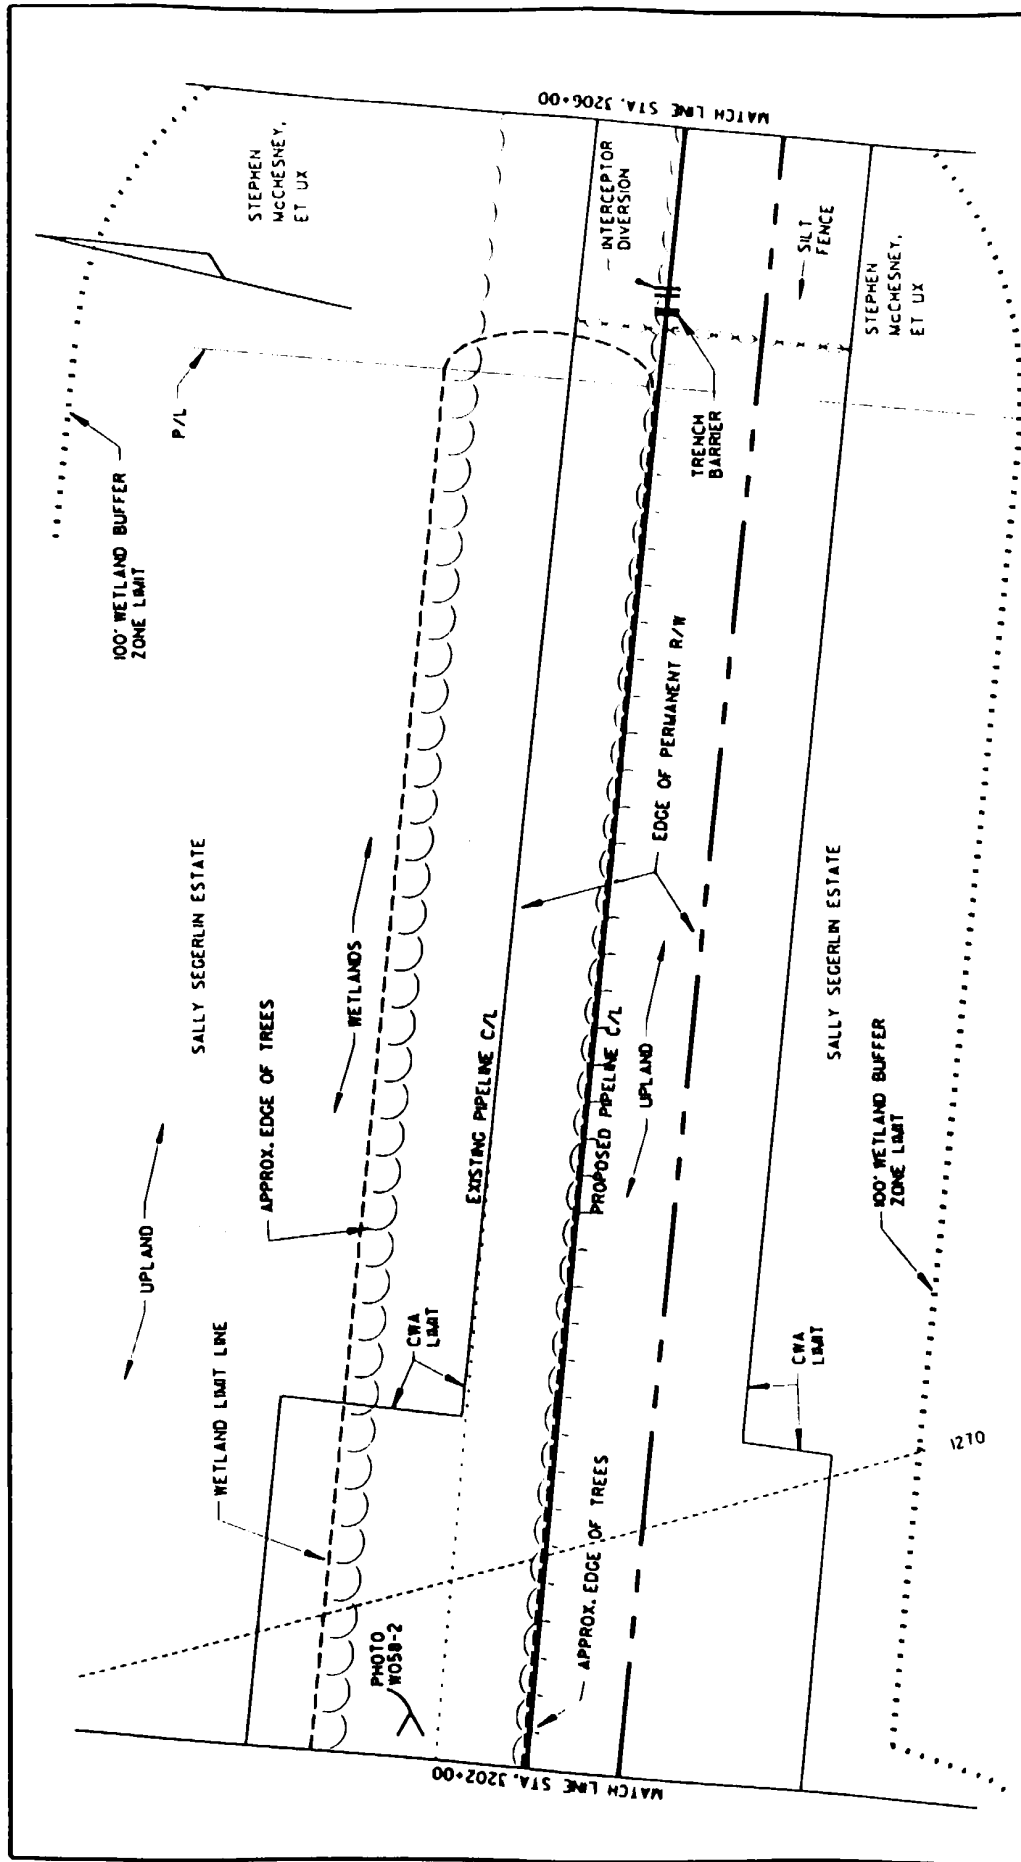 MATCH LINE STA. 3206+00
STEPHEN
McCHESNEY,
ET UX
INTERCEPTOR
DIVERSION
SILT
FENCE
STEPHEN
McCHESNEY,
ET UX
P/L
TRENCH
BARRIER
100' WETLAND BUFFER
ZONE LIMIT
EDGE OF PERMANENT R/W
SALLY SEGERLIN ESTATE
WETLANDS
APPROX. EDGE OF TREES
EXISTING PIPELINE C/L
PROPOSED PIPELINE C/L
UPLAND
SALLY SEGERLIN ESTATE
100' WETLAND BUFFER
ZONE LIMIT
UPLAND
WETLAND LIMIT LINE
CWA
LIMIT
CWA
LIMIT
1210
APPROX. EDGE OF TREES
PHOTO
W058-2
MATCH LINE STA. 3202+00